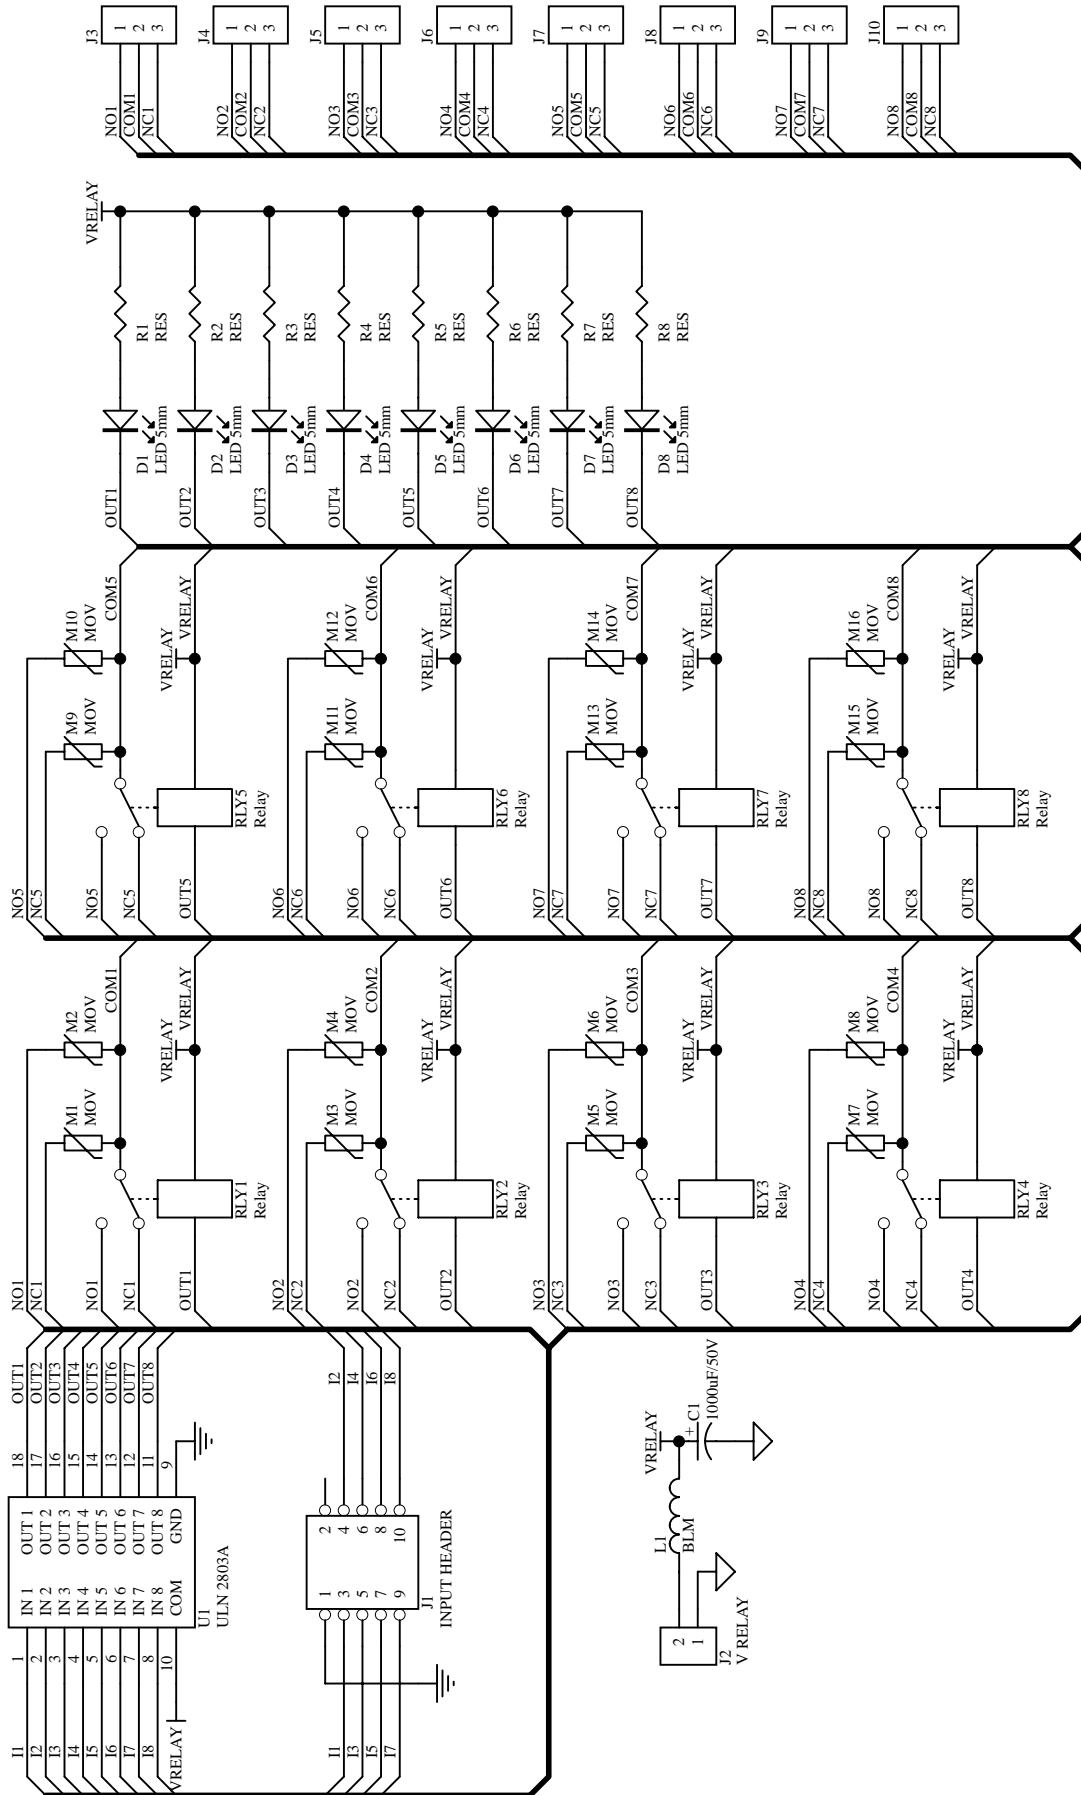 I1
I2
I3
I4
I5
I6
I7
I8
VRELAY
1
2
3
4
5
6
7
8
10
IN 1
IN 2
IN 3
IN 4
IN 5
IN 6
IN 7
IN 8
COM
OUT 1
OUT 2
OUT 3
OUT 4
OUT 5
OUT 6
OUT 7
OUT 8
GND
U1
ULN 2803A
18
17
16
15
14
13
12
11
9
OUT1
OUT2
OUT3
OUT4
OUT5
OUT6
OUT7
OUT8
I1
I3
I5
I7
1
3
5
7
9
2
4
6
8
10
J1
INPUT HEADER
I2
I4
I6
I8
J2
V RELAY
2
1
L1
BLM
VRELAY
+
C1
1000uF/50V
NO1
NC1
NO1
NC1
OUT1
RLY1
Relay
M1
MOV
M2
MOV
COM1
VRELAY
VRELAY
NO2
NC2
NO2
NC2
OUT2
RLY2
Relay
M3
MOV
M4
MOV
COM2
VRELAY
VRELAY
NO3
NC3
NO3
NC3
OUT3
RLY3
Relay
M5
MOV
M6
MOV
COM3
VRELAY
VRELAY
NO4
NC4
NO4
NC4
OUT4
RLY4
Relay
M7
MOV
M8
MOV
COM4
VRELAY
VRELAY
NO5
NC5
NO5
NC5
OUT5
RLY5
Relay
M9
MOV
M10
MOV
COM5
VRELAY
VRELAY
NO6
NC6
NO6
NC6
OUT6
RLY6
Relay
M11
MOV
M12
MOV
COM6
VRELAY
VRELAY
NO7
NC7
NO7
NC7
OUT7
RLY7
Relay
M13
MOV
M14
MOV
COM7
VRELAY
VRELAY
NO8
NC8
NO8
NC8
OUT8
RLY8
Relay
M15
MOV
M16
MOV
COM8
VRELAY
VRELAY
OUT1
D1
LED 5mm
R1
RES
VRELAY
OUT2
D2
LED 5mm
R2
RES
OUT3
D3
LED 5mm
R3
RES
OUT4
D4
LED 5mm
R4
RES
OUT5
D5
LED 5mm
R5
RES
OUT6
D6
LED 5mm
R6
RES
OUT7
D7
LED 5mm
R7
RES
OUT8
D8
LED 5mm
R8
RES
NO1
COM1
NC1
J3
1
2
3
NO2
COM2
NC2
J4
1
2
3
NO3
COM3
NC3
J5
1
2
3
NO4
COM4
NC4
J6
1
2
3
NO5
COM5
NC5
J7
1
2
3
NO6
COM6
NC6
J8
1
2
3
NO7
COM7
NC7
J9
1
2
3
NO8
COM8
NC8
J10
1
2
3